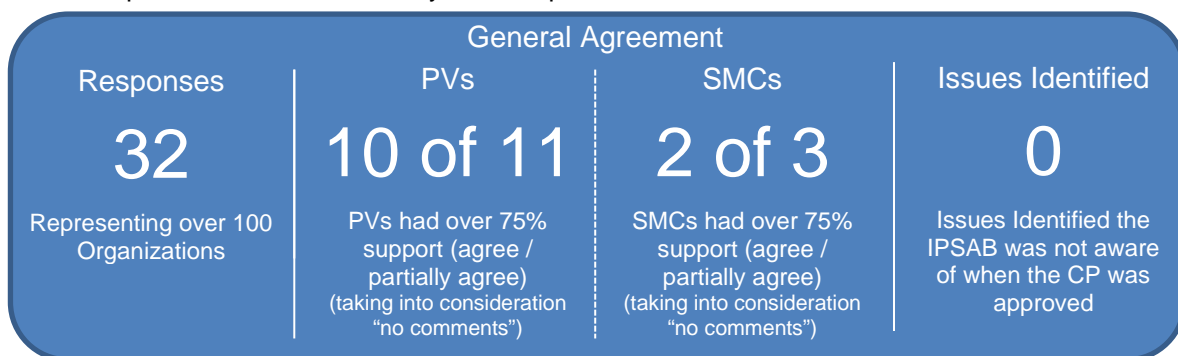 General Agreement
Responses
32
Representing over 100
Organizations
PVs
10 of 11
PVs had over 75%
support (agree /
partially agree)
(taking into consideration
“no comments”)
SMCs
2 of 3
SMCs had over 75%
support (agree /
partially agree)
(taking into consideration
“no comments”)
Issues Identified
0
Issues Identified the
IPSAB was not aware
of when the CP was
approved